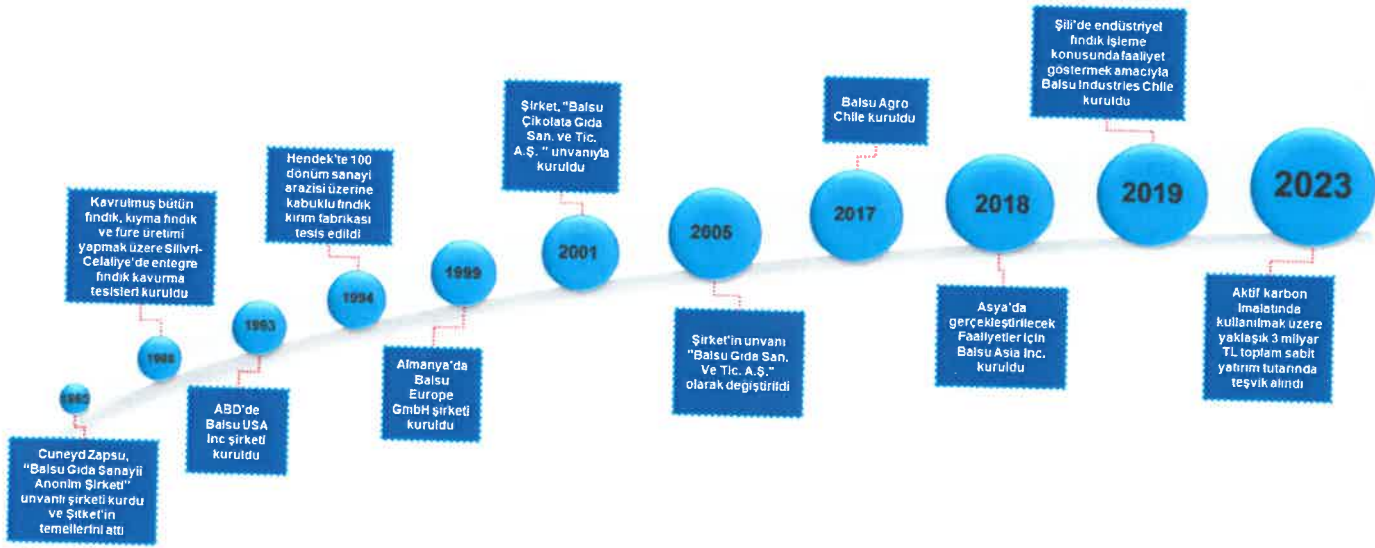 Cuneyd Zapsu,
"Balsu Gıda Sanayii
Anonim Şirketi"
unvanlı şirketi kurdu
ve Şitket'in
temellerini attı
Kavrulmuş bütün
fındık, kıyma fındık
ve füre üretimi
yapmak üzere Silivri-
Celaliye'de entegre
fındık kavurma
tesisleri kuruldu
1993
ABD'de
Balsu USA
Inc şirketi
kuruldu
Hendek'te 100
dönüm sanayi
arazisi üzerine
kabuklu fındık
kırım fabrikası
tesis edildi
1994
1999
Almanya'da
Balsu
Europe
GmbH şirketi
kuruldu
Şirket, "Balsu
Çikolata Gıda
San. ve Tic.
A.Ş. " unvanıyla
kuruldu
2001
2005
Şirket'in unvanı
"Balsu Gıda San.
Ve Tic. A.Ş."
olarak değiştirildi
Balsu Agro
Chile kuruldu
2017
2018
Asya'da
gerçekleştirilecek
Faaliyetler için
Balsu Asia Inc.
kuruldu
Şili'de endüstriyel
fındık işleme
konusunda faaliyet
göstermek amacıyla
Balsu Industries Chile
kuruldu
2019
2023
Aktif karbon
imalatında
kullanılmak üzere
yaklaşık 3 milyar
TL toplam sabit
yatırım tutarında
teşvik alındı